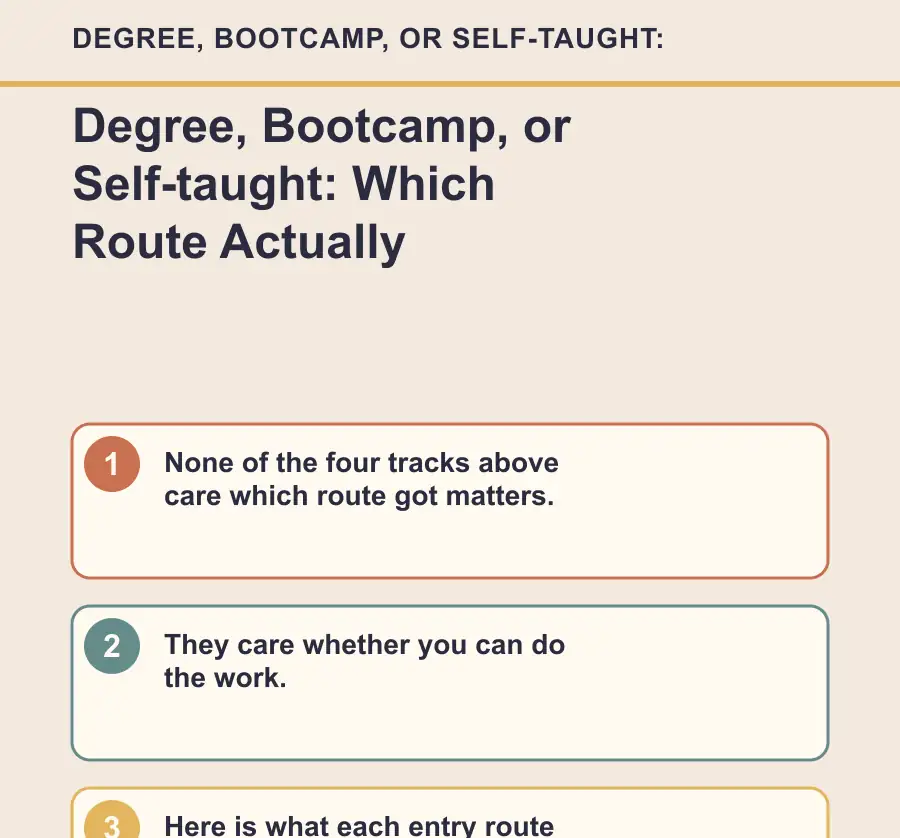 DEGREE, BOOTCAMP, OR SELF-TAUGHT:
Degree, Bootcamp, or
Self-taught: Which
Route Actually
1
None of the four tracks above
care which route got matters.
2
They care whether you can do
the work.
3
Here is what each entry route